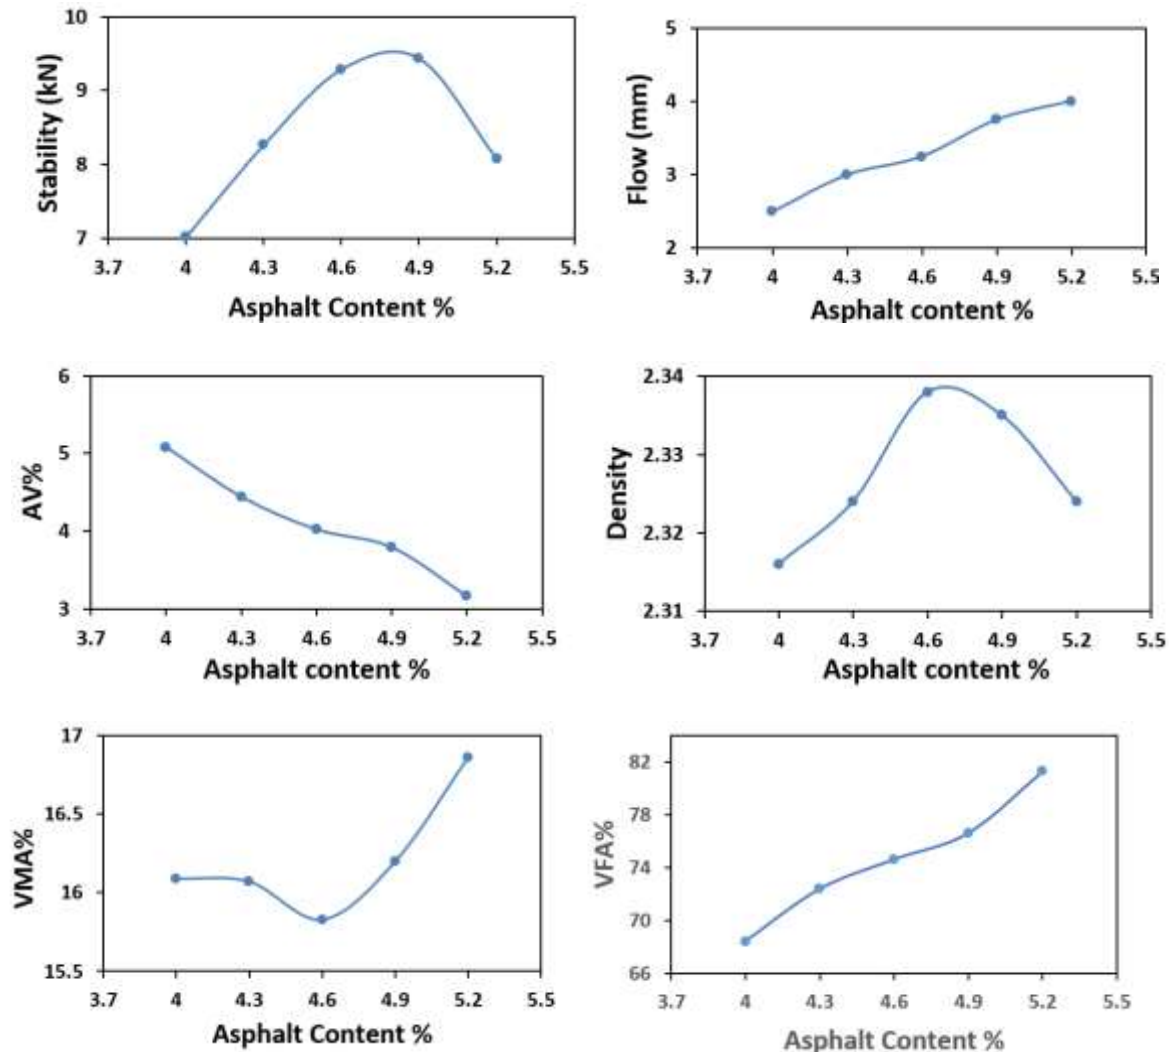 10
9
8
7
3.7 4 4.3 4.6 4.9 5.2 5.5
Stability (kN)
Asphalt Content %
5
4
3
2
3.7 4 4.3 4.6 4.9 5.2 5.5
Flow (mm)
Asphalt content %
6
5
4
3
3.7 4 4.3 4.6 4.9 5.2 5.5
AV%
Asphalt content %
2.34
2.33
2.32
2.31
3.7 4 4.3 4.6 4.9 5.2 5.5
Density
Asphalt content %
17
16.5
16
15.5
3.7 4 4.3 4.6 4.9 5.2 5.5
VMA%
Asphalt Content %
82
78
74
70
66
3.7 4 4.3 4.6 4.9 5.2 5.5
VFA%
Asphalt Content %